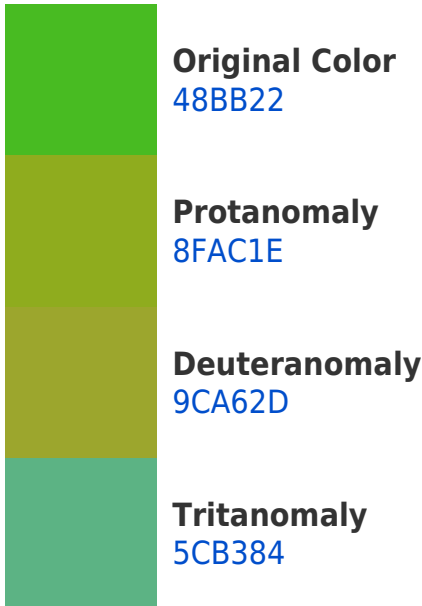 Original Color
48BB22
Protanomaly
8FAC1E
Deuteranomaly
9CA62D
Tritanomaly
5CB384